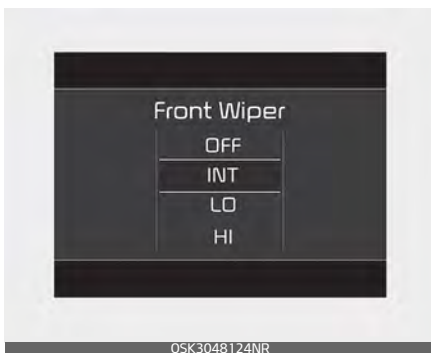 Front Wiper
OFF
INT
LO
HI
OSK3048124NR